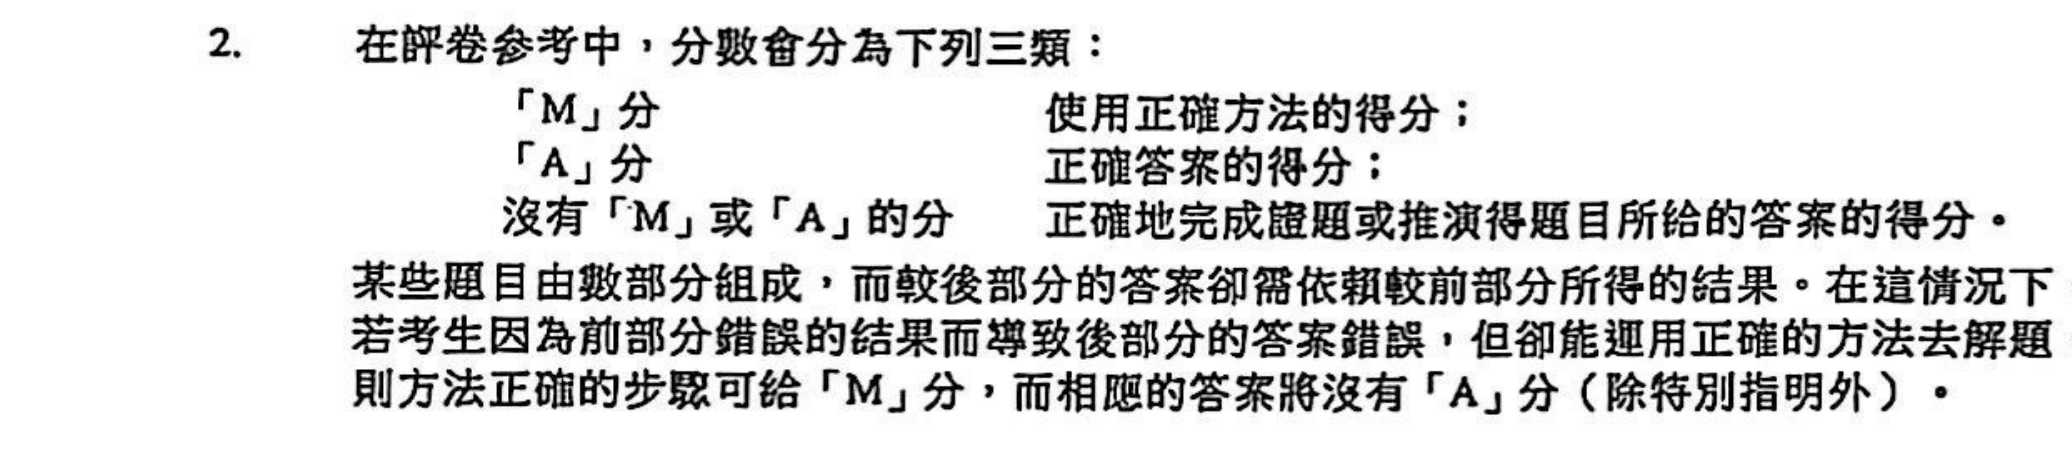 2. 在評卷參考中，分數會分為下列三類：
「M」分 使用正確方法的得分；
「A」分 正確答案的得分；
沒有「M」或「A」的分 正確地完成證題或推演得題目所給的答案的得分。
某些題目由數部分組成，而較後部分的答案卻需依賴較前部分所得的結果。在這情況下
若考生因為前部分錯誤的結果而導致後部分的答案錯誤，但卻能運用正確的方法去解題
則方法正確的步驟可給「M」分，而相應的答案將沒有「A」分（除特別指明外）。